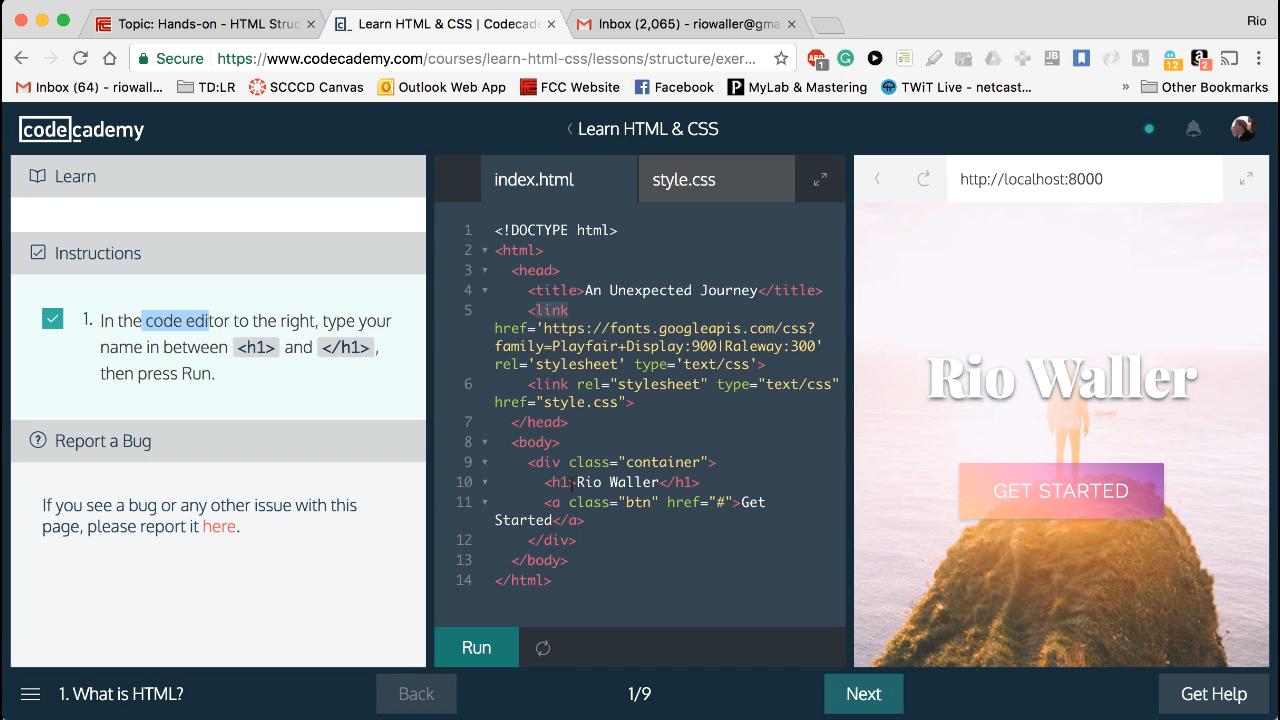 Topic: Hands-on - HTML Struc
Learn HTML & CSS | Codecade
Inbox (2,065) - riowaller@gma
Rio
Secure
https://www.codecademy.com/courses/learn-html-css/lessons/structure/exer...
1
12
2
Inbox (64) - riowall...
TD:LR
SCCCD Canvas
Outlook Web App
FCC Website
Facebook
MyLab & Mastering
TWiT Live - netcast...
» Other Bookmarks
codecademy
Learn HTML & CSS
Learn
Instructions
1. In the code editor to the right, type your
name in between <h1> and </h1>,
then press Run.
Report a Bug
If you see a bug or any other issue with this
page, please report it here.
index.html
style.css
1 <!DOCTYPE html>
2 <html>
3 <head>
4 <title>An Unexpected Journey</title>
5 <link
href='https://fonts.googleapis.com/css?
family=Playfair+Display:900|Raleway:300'
rel='stylesheet' type='text/css'>
6 <link rel="stylesheet" type="text/css"
href="style.css">
7 </head>
8 <body>
9 <div class="container">
10 <h1>Rio Waller</h1>
11 <a class="btn" href="#">Get
Started</a>
12 </div>
13 </body>
14 </html>
Run
http://localhost:8000
Rio Waller
GET STARTED
1. What is HTML?
Back
1/9
Next
Get Help